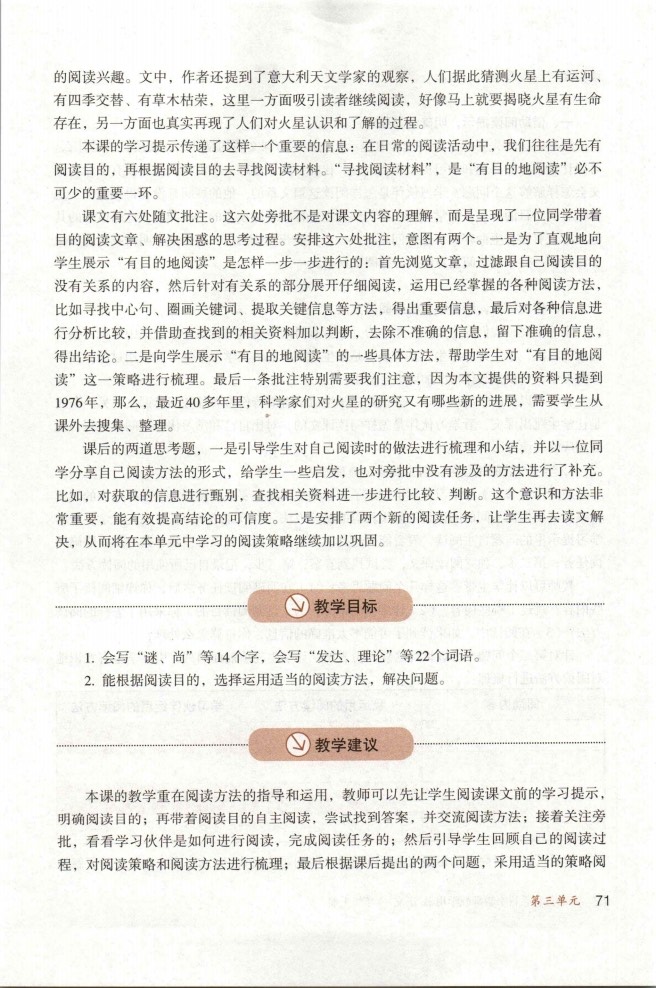 的阅读兴趣。文中，作者还提到了意大利天文学家的观察，人们据此猜测火星上有运河、
有四季交替、有草木枯荣，这里一方面吸引读者继续阅读，好像马上就要揭晓火星有生命
存在，另一方面也真实再现了人们对火星认识和了解的过程。
本课的学习提示传递了这样一个重要的信息：在日常的阅读活动中，我们往往是先有
阅读目的，再根据阅读目的去寻找阅读材料。“寻找阅读材料”，是“有目的地阅读”必不
可少的重要一环。
课文有六处随文批注。这六处旁批不是对课文内容的理解，而是呈现了一位同学带着
目的阅读文章、解决困惑的思考过程。安排这六处批注，意图有两个。一是为了直观地向
学生展示“有目的地阅读”是怎样一步一步进行的：首先浏览文章，过滤跟自己阅读目的
没有关系的内容，然后针对有关系的部分展开仔细阅读，运用已经掌握的各种阅读方法，
比如寻找中心句、圈画关键词、提取关键信息等方法，得出重要信息，最后对各种信息进
行分析比较，并借助查找到的相关资料加以判断，去除不准确的信息，留下准确的信息，
得出结论。二是向学生展示“有目的地阅读”的一些具体方法，帮助学生对“有目的地阅
读”这一策略进行梳理。最后一条批注特别需要我们注意，因为本文提供的资料只提到
1976年，那么，最近40多年里，科学家们对火星的研究又有哪些新的进展，需要学生从
课外去搜集、整理。
课后的两道思考题，一是引导学生对自己阅读时的做法进行梳理和小结，并以一位同
学分享自己阅读方法的形式，给学生一些启发，也对旁批中没有涉及的方法进行了补充。
比如，对获取的信息进行甄别，查找相关资料进一步进行比较、判断。这个意识和方法非
常重要，能有效提高结论的可信度。二是安排了两个新的阅读任务，让学生再去读文解
决，从而将在本单元中学习的阅读策略继续加以巩固。
教学目标
1. 会写“谜、尚”等14个字，会写“发达、理论”等22个词语。
2. 能根据阅读目的，选择运用适当的阅读方法，解决问题。
教学建议
本课的教学重在阅读方法的指导和运用，教师可以先让学生阅读课文前的学习提示，
明确阅读目的；再带着阅读目的自主阅读，尝试找到答案，并交流阅读方法；接着关注旁
批，看看学习伙伴是如何进行阅读，完成阅读任务的；然后引导学生回顾自己的阅读过
程，对阅读策略和阅读方法进行梳理；最后根据课后提出的两个问题，采用适当的策略阅
第三单元 71